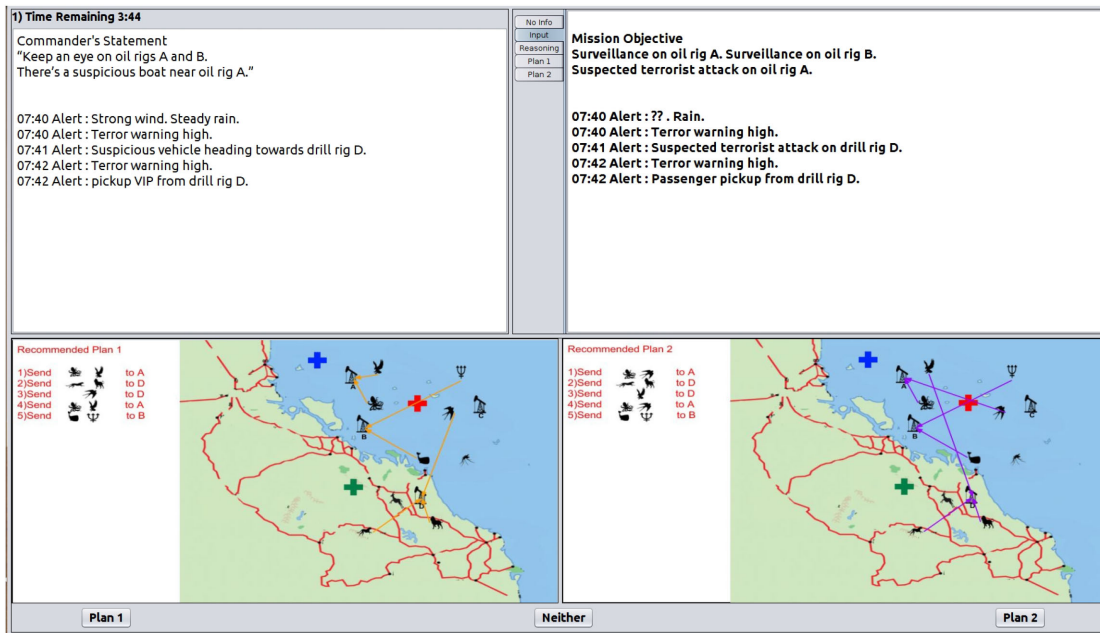 1) Time Remaining 3:44
Commander's Statement
“Keep an eye on oil rigs A and B.
There’s a suspicious boat near oil rig A.”
07:40 Alert : Strong wind. Steady rain.
07:40 Alert : Terror warning high.
07:41 Alert : Suspicious vehicle heading towards drill rig D.
07:42 Alert : Terror warning high.
07:42 Alert : pickup VIP from drill rig D.
No Info
Input
Reasoning
Plan 1
Plan 2
Mission Objective
Surveillance on oil rig A. Surveillance on oil rig B.
Suspected terrorist attack on oil rig A.
07:40 Alert : ?? . Rain.
07:40 Alert : Terror warning high.
07:41 Alert : Suspected terrorist attack on drill rig D.
07:42 Alert : Terror warning high.
07:42 Alert : Passenger pickup from drill rig D.
Recommended Plan 1
1)Send to A
2)Send to D
3)Send to D
4)Send to A
5)Send to B
A
B
C
D
Recommended Plan 2
1)Send to A
2)Send to D
3)Send to D
4)Send to A
5)Send to B
A
B
C
D
Plan 1
Neither
Plan 2